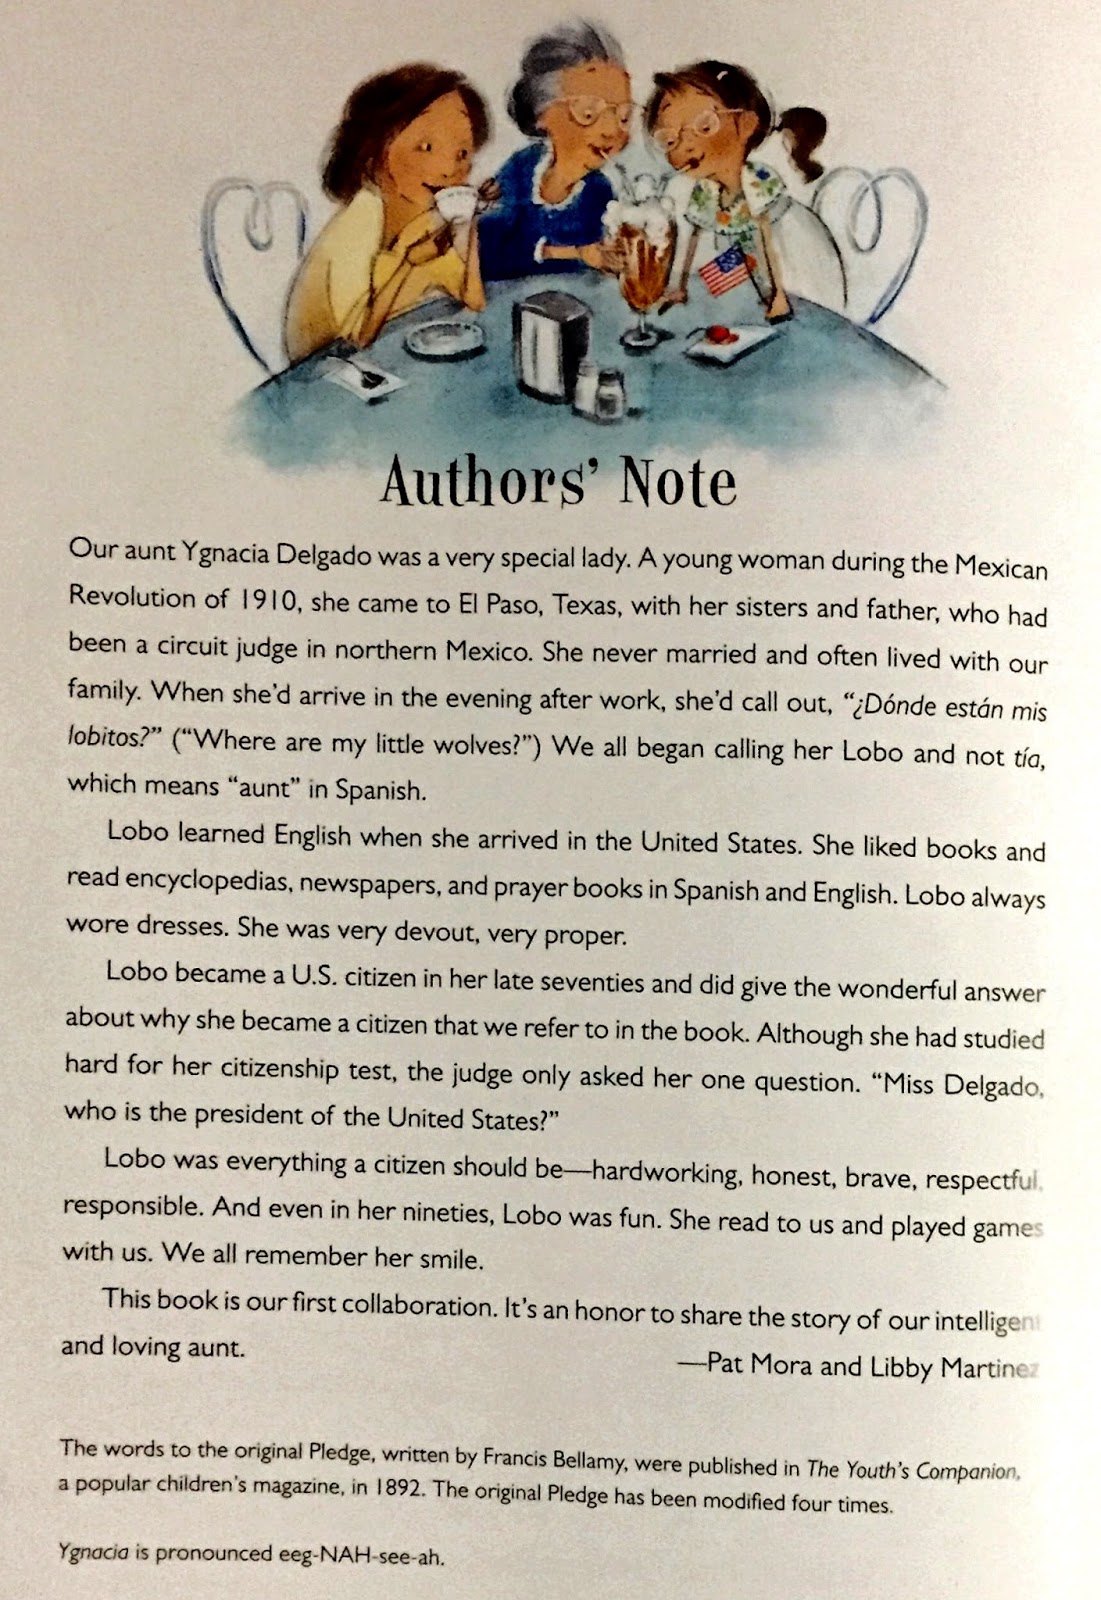 Authors’ Note
Our aunt Ygnacia Delgado was a very special lady. A young woman during the Mexican
Revolution of 1910, she came to El Paso, Texas, with her sisters and father, who had
been a circuit judge in northern Mexico. She never married and often lived with our
family. When she’d arrive in the evening after work, she’d call out, “¿Dónde están mis
lobitos?” (“Where are my little wolves?”) We all began calling her Lobo and not tía,
which means “aunt” in Spanish.
Lobo learned English when she arrived in the United States. She liked books and
read encyclopedias, newspapers, and prayer books in Spanish and English. Lobo always
wore dresses. She was very devout, very proper.
Lobo became a U.S. citizen in her late seventies and did give the wonderful answer
about why she became a citizen that we refer to in the book. Although she had studied
hard for her citizenship test, the judge only asked her one question. “Miss Delgado,
who is the president of the United States?”
Lobo was everything a citizen should be—hardworking, honest, brave, respectful,
responsible. And even in her nineties, Lobo was fun. She read to us and played games
with us. We all remember her smile.
This book is our first collaboration. It’s an honor to share the story of our intelligent
and loving aunt.
—Pat Mora and Libby Martinez
The words to the original Pledge, written by Francis Bellamy, were published in The Youth’s Companion,
a popular children’s magazine, in 1892. The original Pledge has been modified four times.
Ygnacia is pronounced eeg-NAH-see-ah.